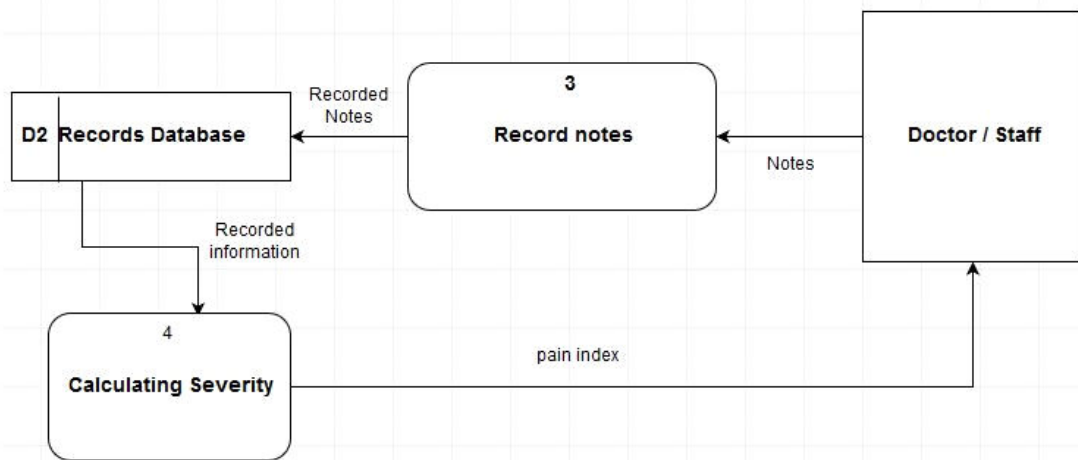 3
Recorded
Notes
D2 Records Database
Record notes
Doctor / Staff
Notes
Recorded
information
4
pain index
Calculating Severity